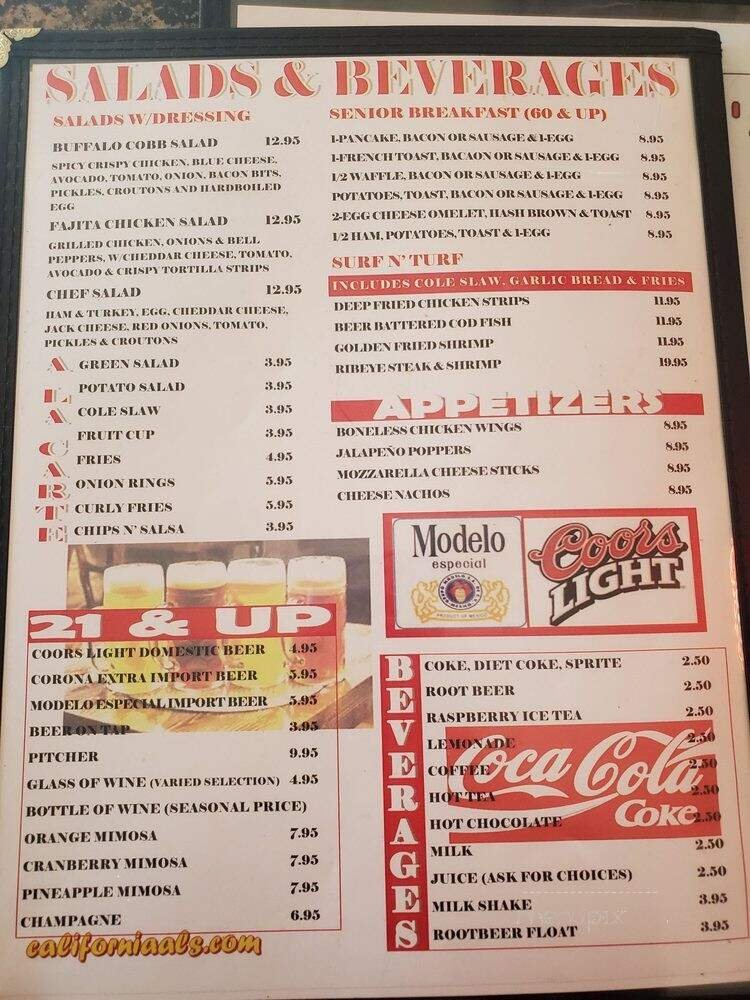 SALADS & BEVERAGES
SALADS W/DRESSING
BUFFALO COBB SALAD 12.95
SPICY CRISPY CHICKEN, BLUE CHEESE,
AVOCADO, TOMATO, ONION, BACON BITS,
PICKLES, CROUTONS AND HARDBOILED
EGG
FAJITA CHICKEN SALAD 12.95
GRILLED CHICKEN, ONIONS & BELL
PEPPERS, W/CHEDDAR CHEESE, TOMATO,
AVOCADO & CRISPY TORTILLA STRIPS
CHEF SALAD 12.95
HAM & TURKEY, EGG, CHEDDAR CHEESE,
JACK CHEESE, RED ONIONS, TOMATO,
PICKLES & CROUTONS
A LA CARTE
GREEN SALAD 3.95
POTATO SALAD 3.95
COLE SLAW 3.95
FRUIT CUP 3.95
FRIES 4.95
ONION RINGS 5.95
CURLY FRIES 5.95
CHIPS N' SALSA 3.95
21 & UP
COORS LIGHT DOMESTIC BEER 4.95
CORONA EXTRA IMPORT BEER 5.95
MODELO ESPECIAL IMPORT BEER 5.95
BEER ON TAP 3.95
PITCHER 9.95
GLASS OF WINE (VARIED SELECTION) 4.95
BOTTLE OF WINE (SEASONAL PRICE)
ORANGE MIMOSA 7.95
CRANBERRY MIMOSA 7.95
PINEAPPLE MIMOSA 7.95
CHAMPAGNE 6.95
californiaals.com
SENIOR BREAKFAST (60 & UP)
1-PANCAKE, BACON OR SAUSAGE & 1-EGG 8.95
1-FRENCH TOAST, BACAON OR SAUSAGE & 1-EGG 8.95
1/2 WAFFLE, BACON OR SAUSAGE & 1-EGG 8.95
POTATOES, TOAST, BACON OR SAUSAGE & 1-EGG 8.95
2-EGG CHEESE OMELET, HASH BROWN & TOAST 8.95
1/2 HAM, POTATOES, TOAST & 1-EGG 8.95
SURF N' TURF
INCLUDES COLE SLAW, GARLIC BREAD & FRIES
DEEP FRIED CHICKEN STRIPS 11.95
BEER BATTERED COD FISH 11.95
GOLDEN FRIED SHRIMP 11.95
RIBEYE STEAK & SHRIMP 19.95
APPETIZERS
BONELESS CHICKEN WINGS 8.95
JALAPEÑO POPPERS 8.95
MOZZARELLA CHEESE STICKS 8.95
CHEESE NACHOS 8.95
Modelo
especial
PRODUCT OF MEXICO
Coors
LIGHT
BEVERAGES
COKE, DIET COKE, SPRITE 2.50
ROOT BEER 2.50
RASPBERRY ICE TEA 2.50
LEMONADE 2.50
COFFEE 2.50
HOT TEA 2.50
HOT CHOCOLATE 2.50
MILK 2.50
JUICE (ASK FOR CHOICES) 2.50
MILK SHAKE 3.95
ROOTBEER FLOAT 3.95
Coca Cola
Coke
menupix